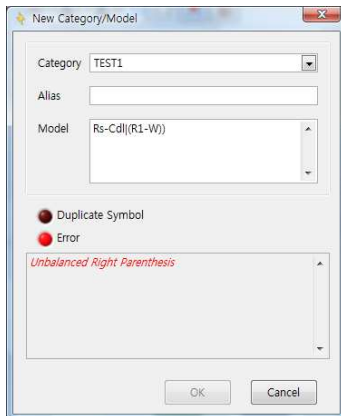 New Category/Model
Category TEST1
Alias
Model Rs-Cdl|(R1-W))
Duplicate Symbol
Error
Unbalanced Right Parenthesis
OK Cancel